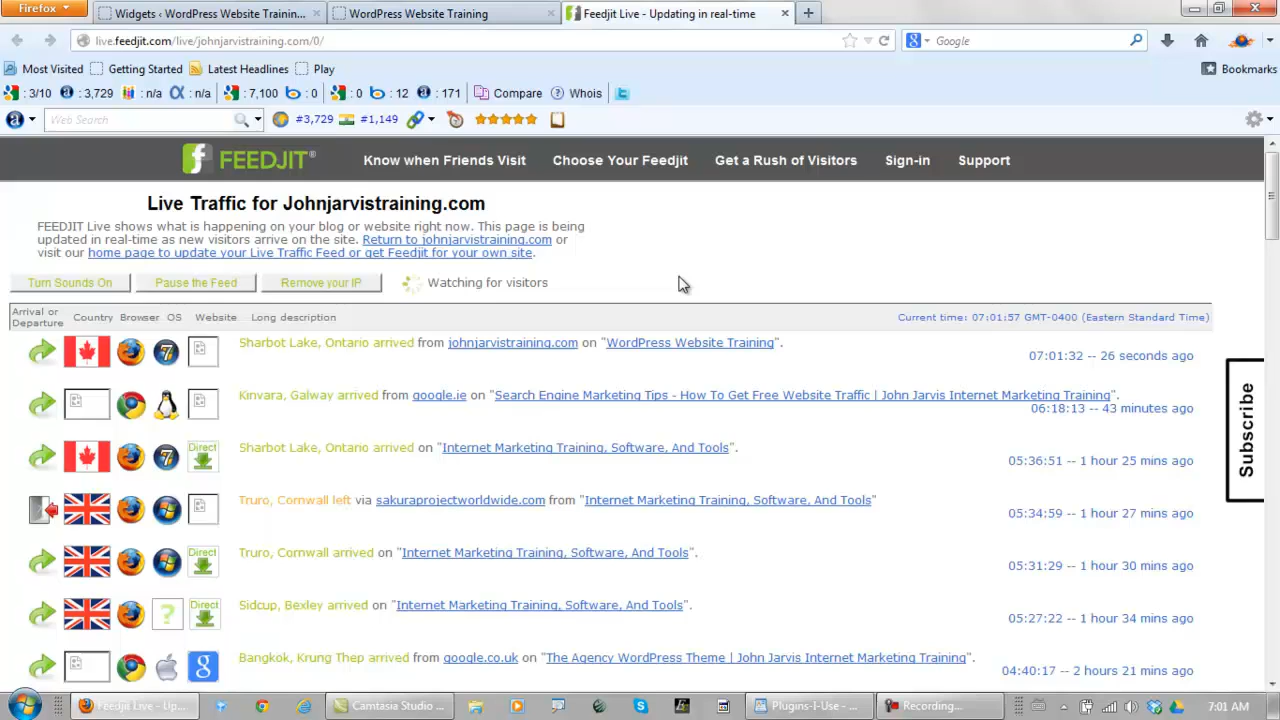 Firefox
Widgets ‹ WordPress Website Trainin...
WordPress Website Training
Feedjit Live - Updating in real-time
live.feedjit.com/live/johnjarvistraining.com/0/
Google
Most Visited
Getting Started
Latest Headlines
Play
Bookmarks
: 3/10
: 3,729
: n/a
: n/a
: 7,100
: 0
: 0
: 12
: 171
Compare
Whois
Web Search
#3,729
#1,149
FEEDJIT®
Know when Friends Visit
Choose Your Feedjit
Get a Rush of Visitors
Sign-in
Support
Live Traffic for Johnjarvistraining.com
FEEDJIT Live shows what is happening on your blog or website right now. This page is being
updated in real-time as new visitors arrive on the site. Return to johnjarvistraining.com or
visit our home page to update your Live Traffic Feed or get Feedjit for your own site.
Turn Sounds On
Pause the Feed
Remove your IP
Watching for visitors
Arrival or
Departure
Country
Browser
OS
Website
Long description
Current time: 07:01:57 GMT-0400 (Eastern Standard Time)
Sharbot Lake, Ontario arrived from johnjarvistraining.com on "WordPress Website Training".
07:01:32 -- 26 seconds ago
Kinvara, Galway arrived from google.ie on "Search Engine Marketing Tips - How To Get Free Website Traffic | John Jarvis Internet Marketing Training".
06:18:13 -- 43 minutes ago
Direct
Sharbot Lake, Ontario arrived on "Internet Marketing Training, Software, And Tools".
05:36:51 -- 1 hour 25 mins ago
Truro, Cornwall left via sakuraprojectworldwide.com from "Internet Marketing Training, Software, And Tools"
05:34:59 -- 1 hour 27 mins ago
Direct
Truro, Cornwall arrived on "Internet Marketing Training, Software, And Tools".
05:31:29 -- 1 hour 30 mins ago
?
Direct
Sidcup, Bexley arrived on "Internet Marketing Training, Software, And Tools".
05:27:22 -- 1 hour 34 mins ago
Bangkok, Krung Thep arrived from google.co.uk on "The Agency WordPress Theme | John Jarvis Internet Marketing Training".
04:40:17 -- 2 hours 21 mins ago
Subscribe
Feedjit Live - Up...
Camtasia Studio ...
Plugins-I-Use - ...
Recording...
7:01 AM